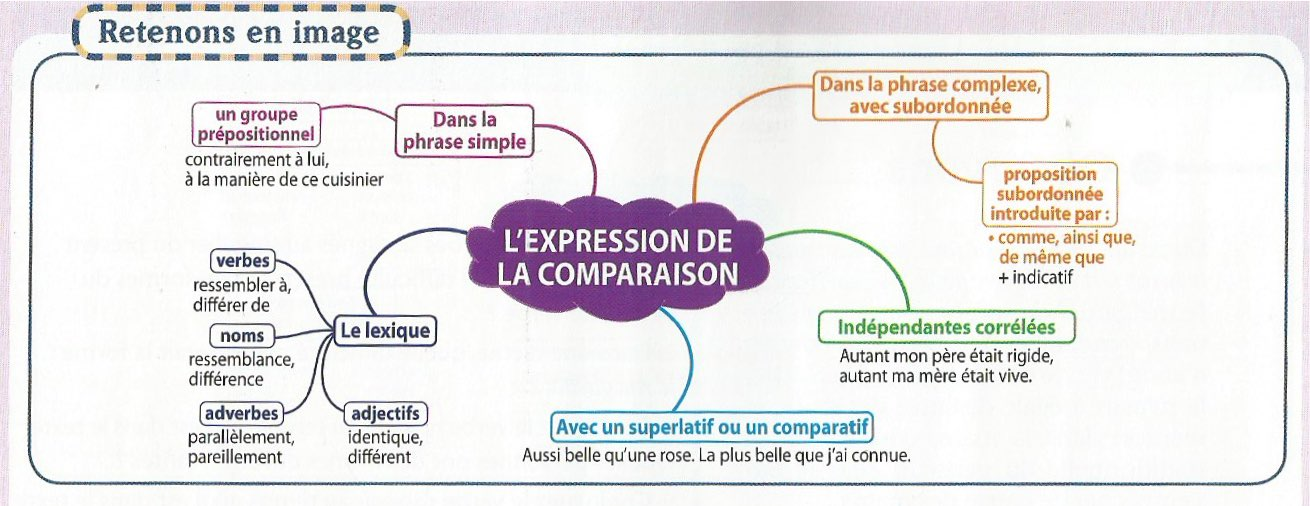 Retenons en image
un groupe
prépositionnel
contrairement à lui,
à la manière de ce cuisinier
Dans la
phrase simple
Dans la phrase complexe,
avec subordonnée
proposition
subordonnée
introduite par :
• comme, ainsi que,
de même que
+ indicatif
L'EXPRESSION DE
LA COMPARAISON
verbes
ressembler à,
différer de
noms
ressemblance,
différence
adverbes
parallèlement,
pareillement
Le lexique
adjectifs
identique,
différent
Indépendantes corrélées
Autant mon père était rigide,
autant ma mère était vive.
Avec un superlatif ou un comparatif
Aussi belle qu'une rose. La plus belle que j'ai connue.